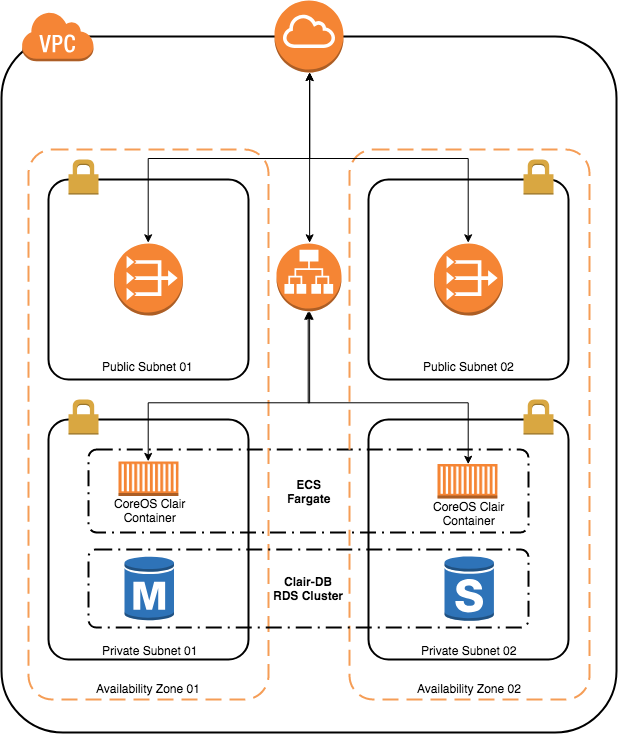 VPC
Public Subnet 01
Public Subnet 02
CoreOS Clair
Container
ECS
Fargate
CoreOS Clair
Container
M
Clair-DB
RDS Cluster
S
Private Subnet 01
Private Subnet 02
Availability Zone 01
Availability Zone 02